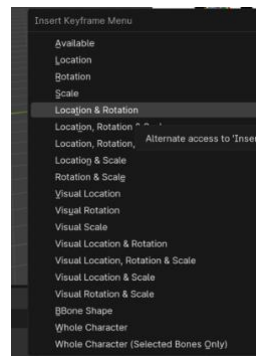 Insert Keyframe Menu
Available
Location
Rotation
Scale
Location & Rotation
Location, Rotation
Alternate access to 'Inser
Location, Rotation,
Location & Scale
Rotation & Scale
Visual Location
Visual Rotation
Visual Scale
Visual Location & Rotation
Visual Location, Rotation & Scale
Visual Location & Scale
Visual Rotation & Scale
BBone Shape
Whole Character
Whole Character (Selected Bones Only)